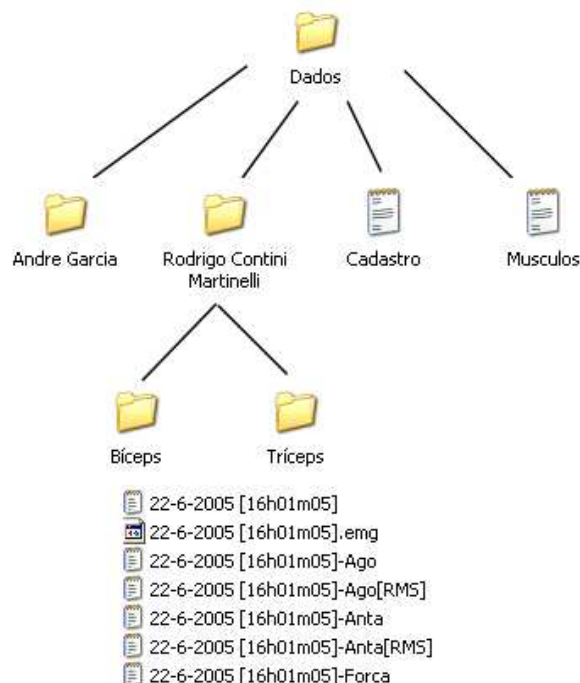 Dados
Andre Garcia
Rodrigo Contini
Martinelli
Cadastro
Musculos
Bíceps
Tríceps
22-6-2005 [16h01m05]
22-6-2005 [16h01m05].emg
22-6-2005 [16h01m05]-Ago
22-6-2005 [16h01m05]-Ago[RMS]
22-6-2005 [16h01m05]-Anta
22-6-2005 [16h01m05]-Anta[RMS]
22-6-2005 [16h01m05]-Forca